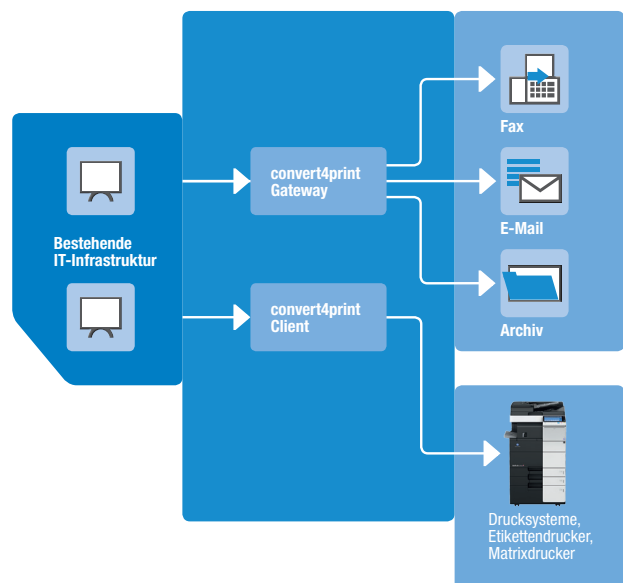 Bestehende
IT-Infrastruktur
convert4print
Gateway
convert4print
Client
Fax
E-Mail
Archiv
Drucksysteme,
Etikettendrucker,
Matrixdrucker